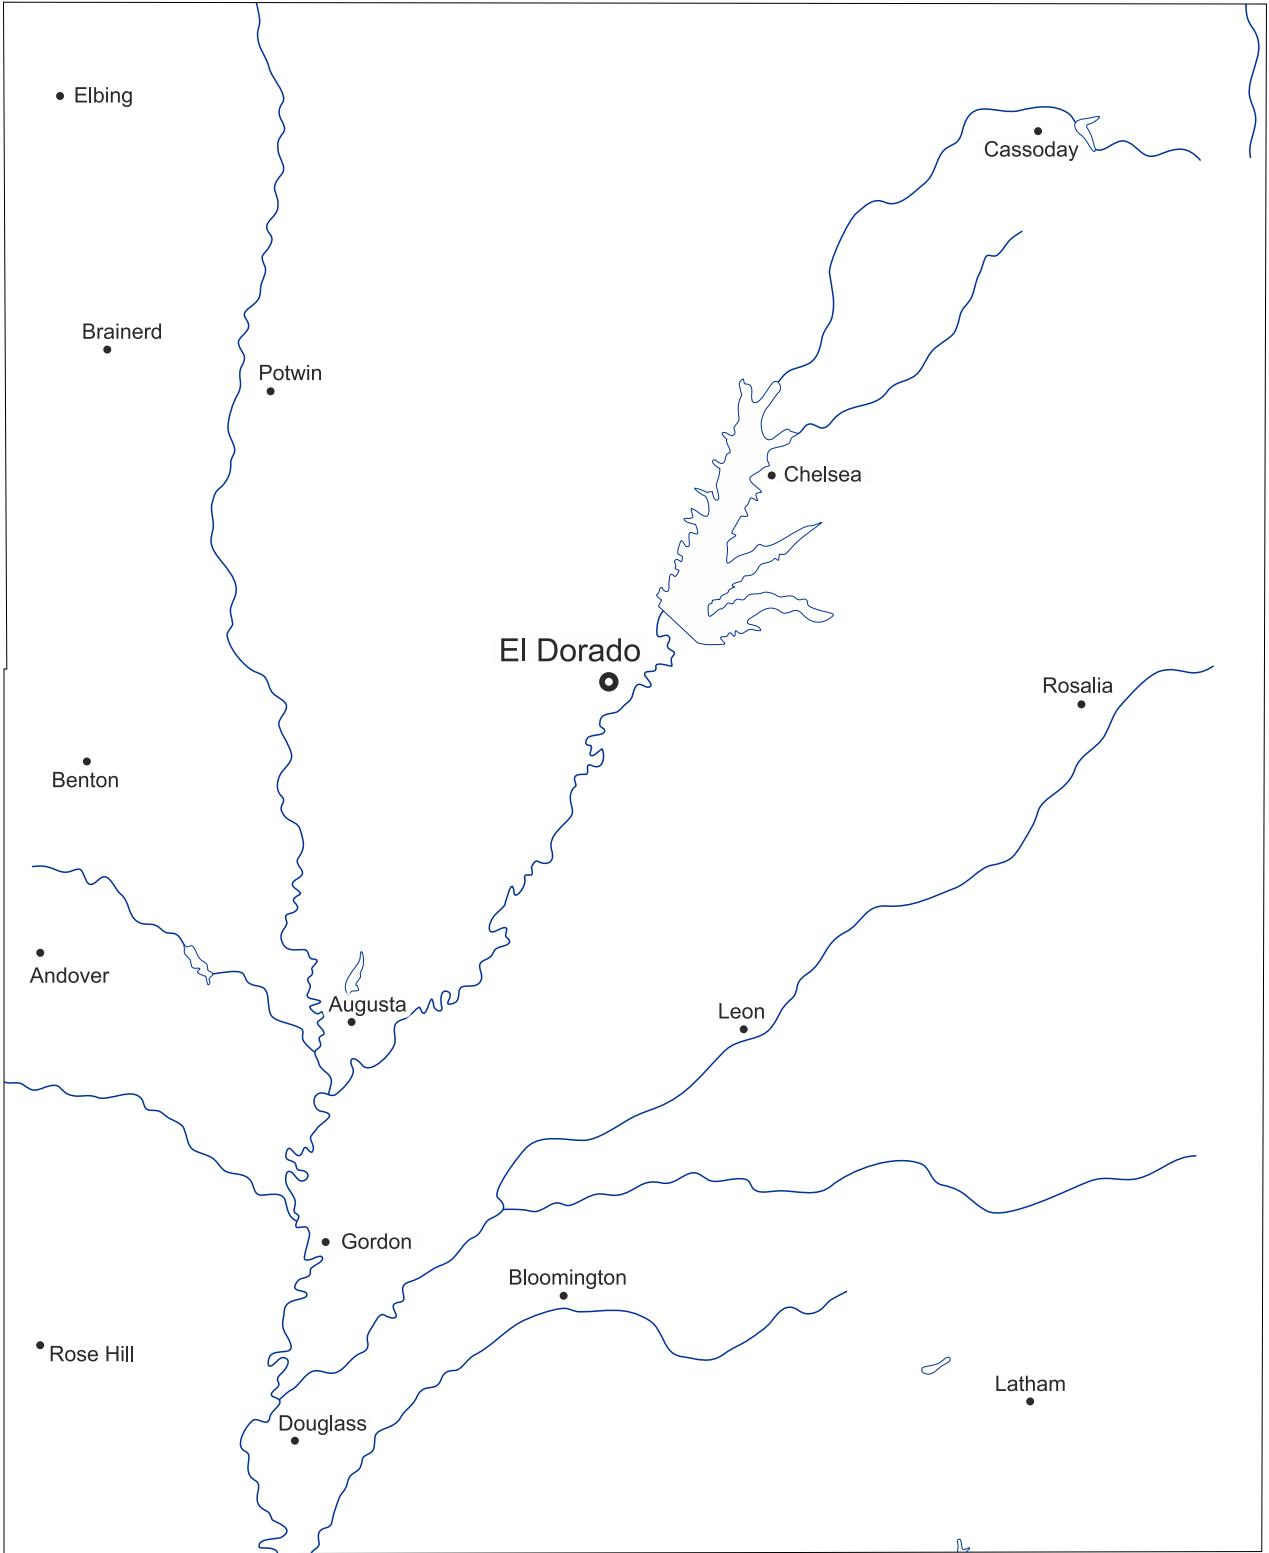 Elbing
Cassoday
Brainerd
Potwin
Chelsea
El Dorado
Rosalia
Benton
Andover
Augusta
Leon
Gordon
Bloomington
Rose Hill
Latham
Douglass